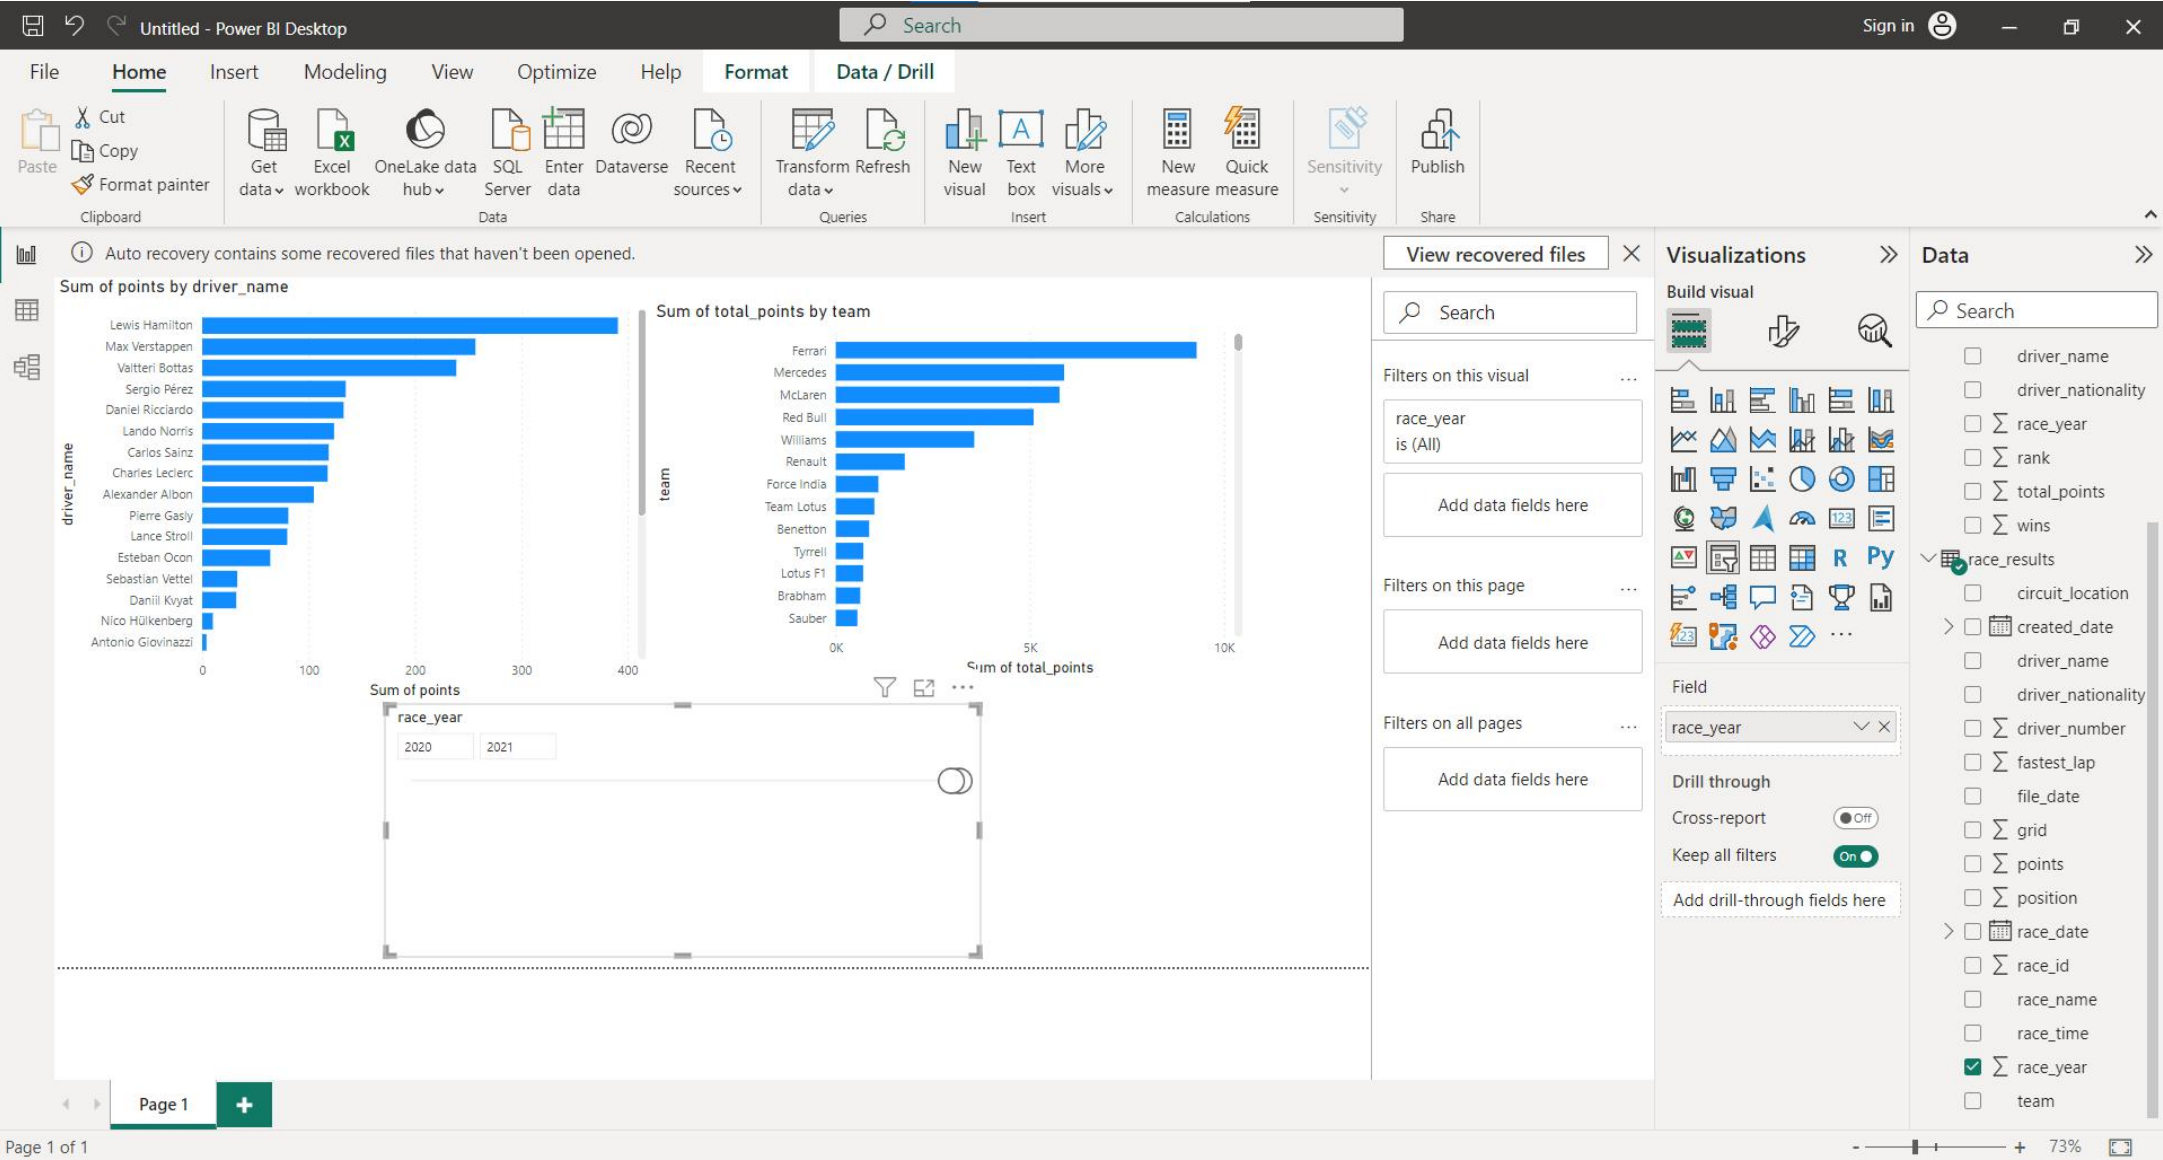 Untitled - Power BI Desktop
Search
Sign in
File
Home
Insert
Modeling
View
Optimize
Help
Format
Data / Drill
Paste
Cut
Copy
Format painter
Clipboard
Get data
Excel workbook
OneLake data hub
SQL Server
Enter data
Dataverse
Recent sources
Data
Transform data
Refresh
Queries
New visual
Text box
More visuals
Insert
New measure
Quick measure
Calculations
Sensitivity
Sensitivity
Publish
Share
Auto recovery contains some recovered files that haven't been opened.
View recovered files
Sum of points by driver_name
driver_name
Lewis Hamilton
Max Verstappen
Valtteri Bottas
Sergio Pérez
Daniel Ricciardo
Lando Norris
Carlos Sainz
Charles Leclerc
Alexander Albon
Pierre Gasly
Lance Stroll
Esteban Ocon
Sebastian Vettel
Daniil Kvyat
Nico Hülkenberg
Antonio Giovinazzi
0 100 200 300 400
Sum of points
Sum of total_points by team
team
Ferrari
Mercedes
McLaren
Red Bull
Williams
Renault
Force India
Team Lotus
Benetton
Tyrrell
Lotus F1
Brabham
Sauber
0K 5K 10K
Sum of total_points
race_year
2020 2021
Search
Filters on this visual ...
race_year
is (All)
Add data fields here
Filters on this page ...
Add data fields here
Filters on all pages ...
Add data fields here
Visualizations
Build visual
123
R
Py
123
...
Field
race_year
Drill through
Cross-report Off
Keep all filters On
Add drill-through fields here
Data
Search
driver_name
driver_nationality
∑ race_year
∑ rank
∑ total_points
∑ wins
race_results
circuit_location
created_date
driver_name
driver_nationality
∑ driver_number
∑ fastest_lap
file_date
∑ grid
∑ points
∑ position
race_date
∑ race_id
race_name
race_time
∑ race_year
team
Page 1
+
Page 1 of 1
- + 73%